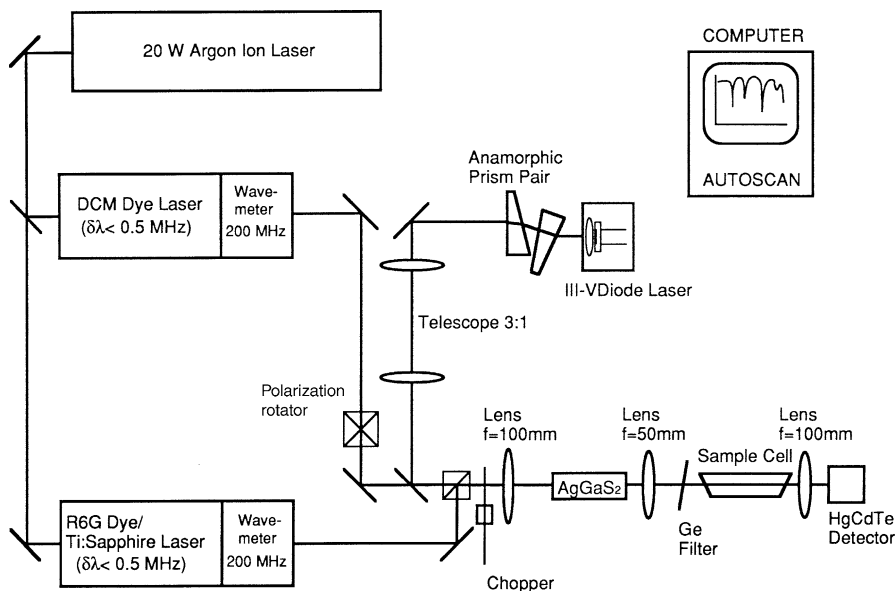 20 W Argon Ion Laser
COMPUTER
AUTOSCAN
DCM Dye Laser
(δλ< 0.5 MHz)
Wave-
meter
200 MHz
Anamorphic
Prism Pair
III-VDiode Laser
Telescope 3:1
Polarization
rotator
Lens
f=100mm
Lens
f=50mm
Lens
f=100mm
Sample Cell
AgGaS2
Ge
Filter
HgCdTe
Detector
R6G Dye/
Ti:Sapphire Laser
(δλ< 0.5 MHz)
Wave-
meter
200 MHz
Chopper